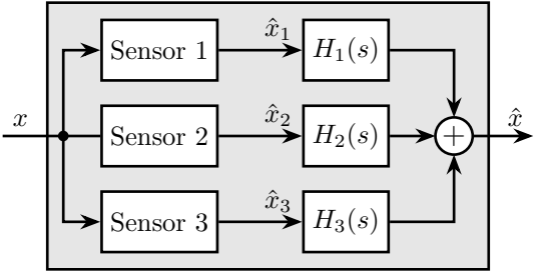 Sensor 1 x̂₁ H₁(s)
x Sensor 2 x̂₂ H₂(s) + x̂
Sensor 3 x̂₃ H₃(s)